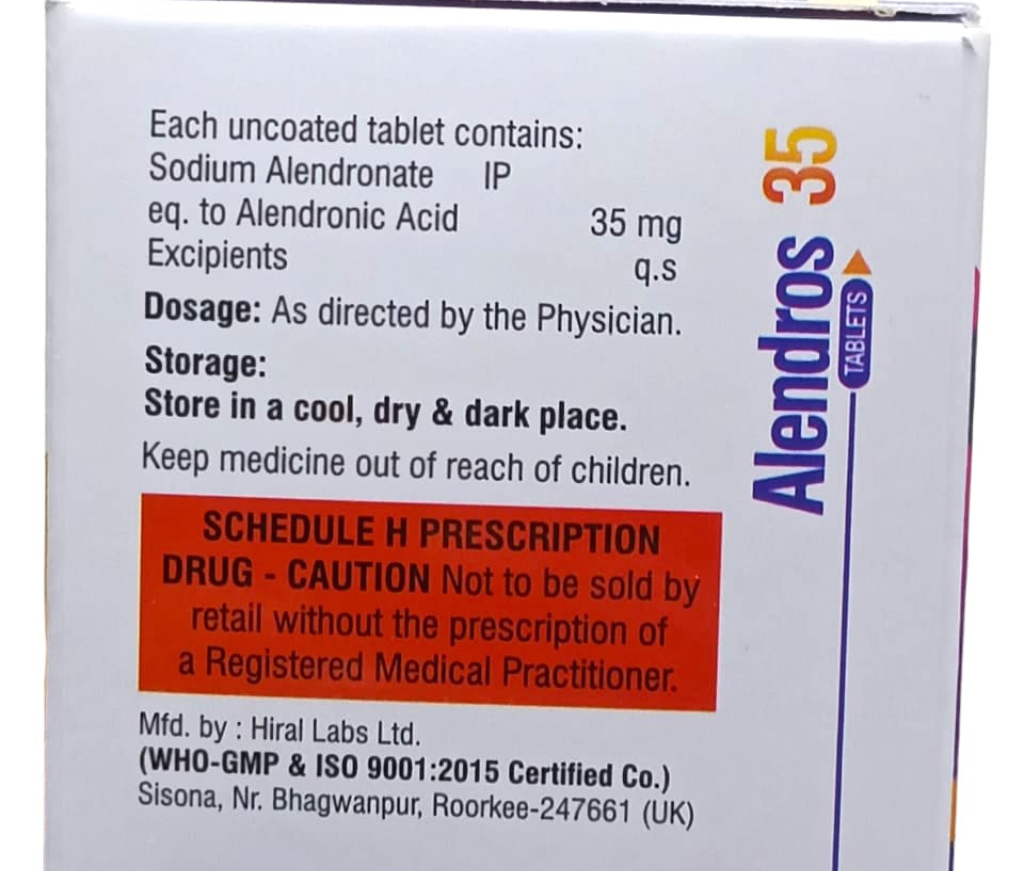 Each uncoated tablet contains:
Sodium Alendronate IP
eq. to Alendronic Acid 35 mg
Excipients q.s
Dosage: As directed by the Physician.
Storage:
Store in a cool, dry & dark place.
Keep medicine out of reach of children.
SCHEDULE H PRESCRIPTION
DRUG - CAUTION Not to be sold by
retail without the prescription of
a Registered Medical Practitioner.
Mfd. by : Hiral Labs Ltd.
(WHO-GMP & ISO 9001:2015 Certified Co.)
Sisona, Nr. Bhagwanpur, Roorkee-247661 (UK)
Alendros 35
TABLETS